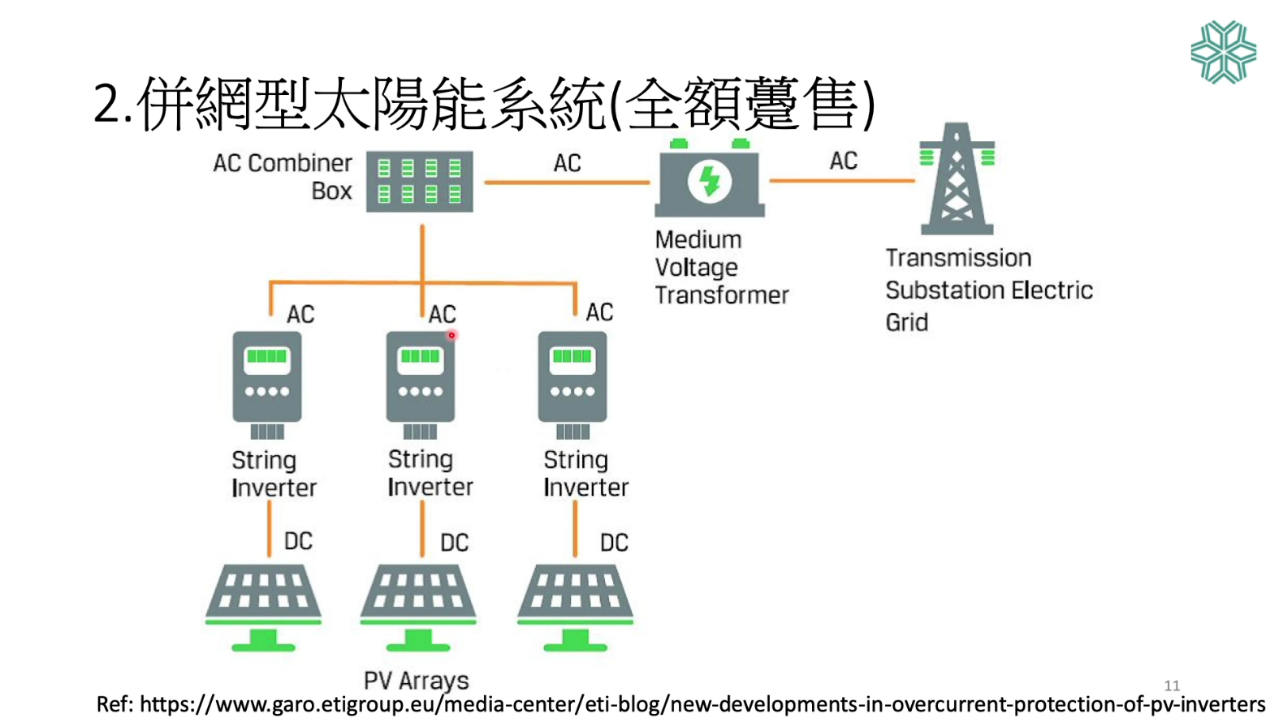 2.併網型太陽能系統(全額躉售)
AC Combiner
Box
AC
AC
Medium
Voltage
Transformer
Transmission
Substation Electric
Grid
AC
AC
AC
String
Inverter
String
Inverter
String
Inverter
DC
DC
DC
PV Arrays
11
Ref: https://www.garo.etigroup.eu/media-center/eti-blog/new-developments-in-overcurrent-protection-of-pv-inverters